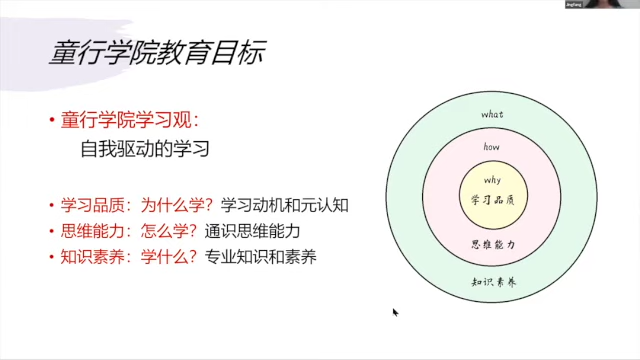 童行学院教育目标
• 童行学院学习观：
自我驱动的学习
• 学习品质：为什么学？学习动机和元认知
• 思维能力：怎么学？通识思维能力
• 知识素养：学什么？专业知识和素养
what
how
why
学习品质
思维能力
知识素养